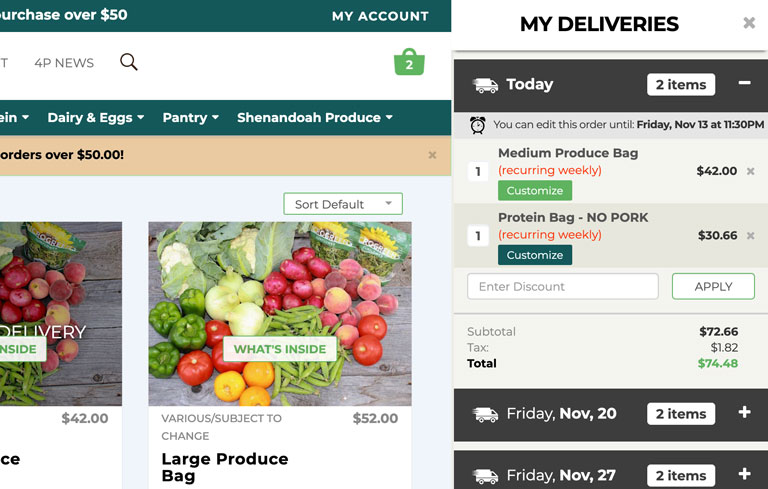 urchase over $50
MY ACCOUNT
T
4P NEWS
2
ein
Dairy & Eggs
Pantry
Shenandoah Produce
orders over $50.00!
×
Sort Default
DELIVERY
NSIDE
$42.00
ce
WHAT'S INSIDE
VARIOUS/SUBJECT TO
CHANGE
$52.00
Large Produce
Bag
MY DELIVERIES
×
Today
2 items
You can edit this order until: Friday, Nov 13 at 11:30PM
1
Medium Produce Bag
(recurring weekly)
Customize
$42.00 ×
1
Protein Bag - NO PORK
(recurring weekly)
Customize
$30.66 ×
Enter Discount
APPLY
Subtotal $72.66
Tax: $1.82
Total $74.48
Friday, Nov, 20
2 items
Friday, Nov, 27
2 items